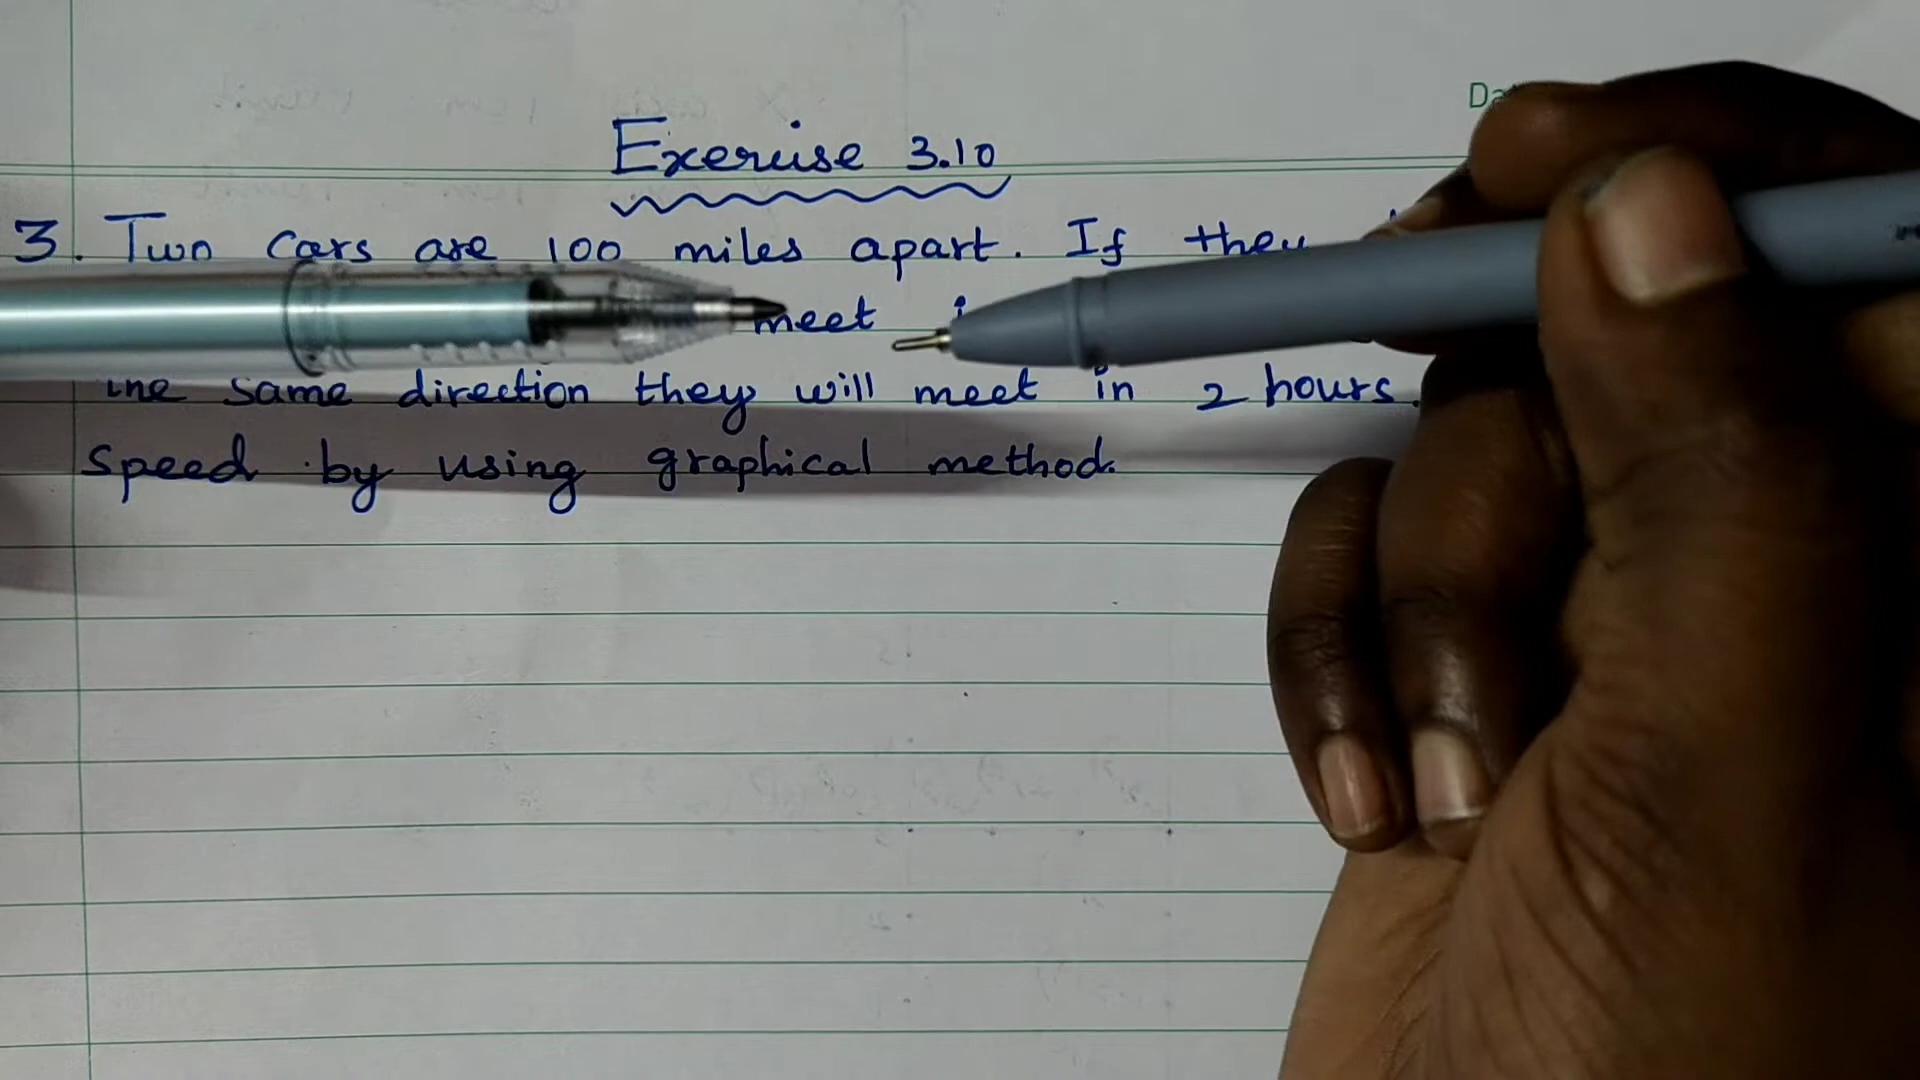 Da
Exercise 3.10
3. Two cars are 100 miles apart. If they
meet
the same direction they will meet in 2 hours.
speed by using graphical method.